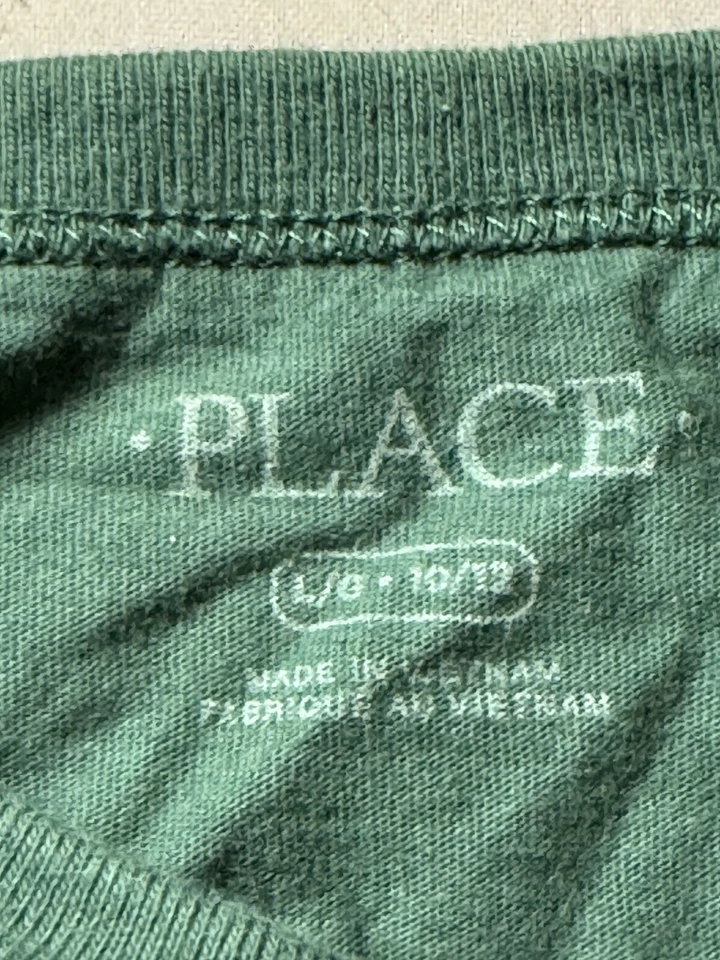 ·PLACE·
L/G • 10/12
MADE IN VIETNAM
FABRIQUÉ AU VIETNAM